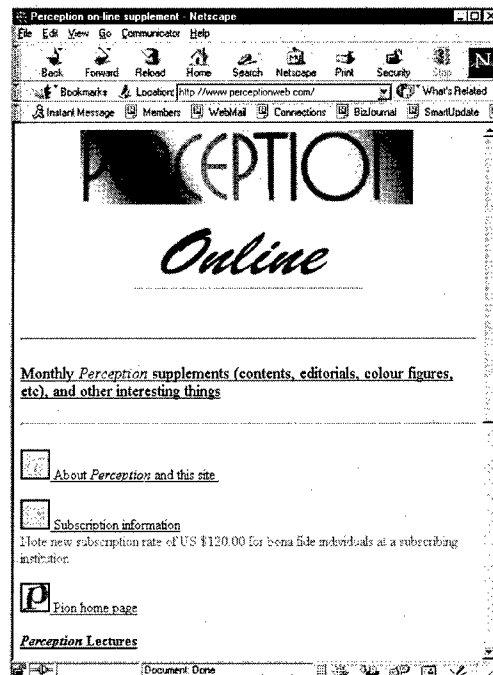 Perception on-line supplement - Netscape
File Edit View Go Communicator Help
Back Forward Reload Home Search Netscape Print Security Stop N
Bookmarks Location: http://www.perceptionweb.com/ What's Related
Instant Message Members WebMail Connections BizJournal SmartUpdate
PERCEPTION
Online
Monthly Perception supplements (contents, editorials, colour figures,
etc), and other interesting things
About Perception and this site
Subscription information
Note new subscription rate of US $120.00 for bona fide individuals at a subscribing
institution
p Pion home page
Perception Lectures
Document: Done